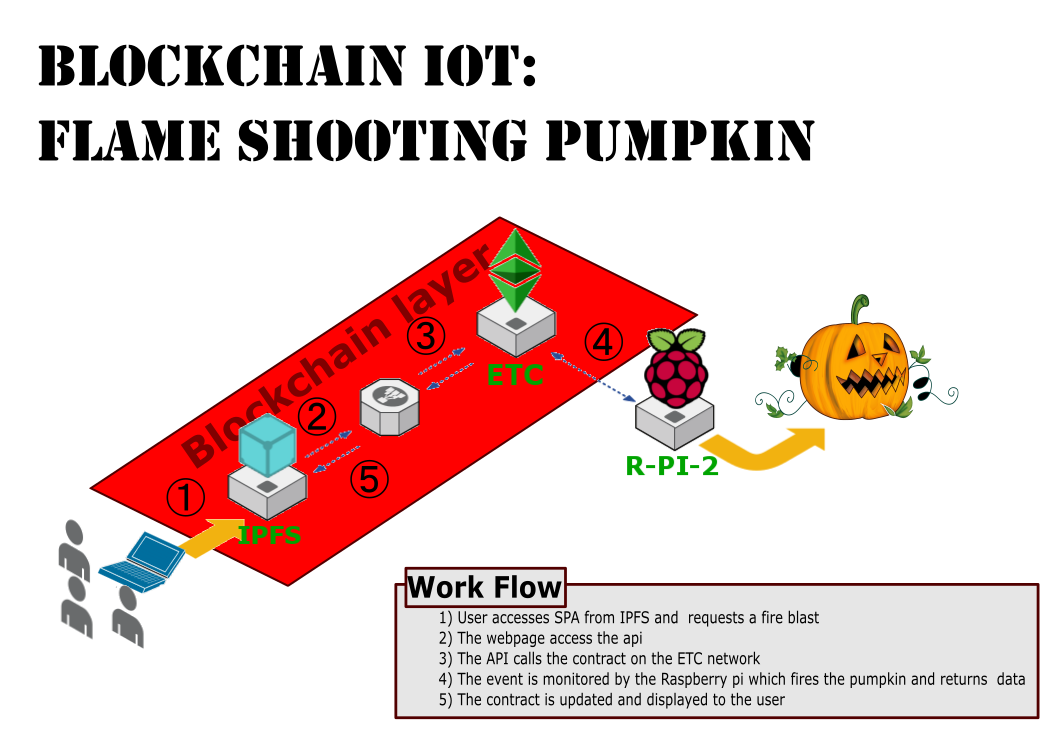 BLOCKCHAIN IOT:
FLAME SHOOTING PUMPKIN
Blockchain layer
③
ETC
④
②
⑤
①
IPFS
R-PI-2
Work Flow
1) User accesses SPA from IPFS and  requests a fire blast
2) The webpage access the api
3) The API calls the contract on the ETC network
4) The event is monitored by the Raspberry pi which fires the pumpkin and returns  data
5) The contract is updated and displayed to the user